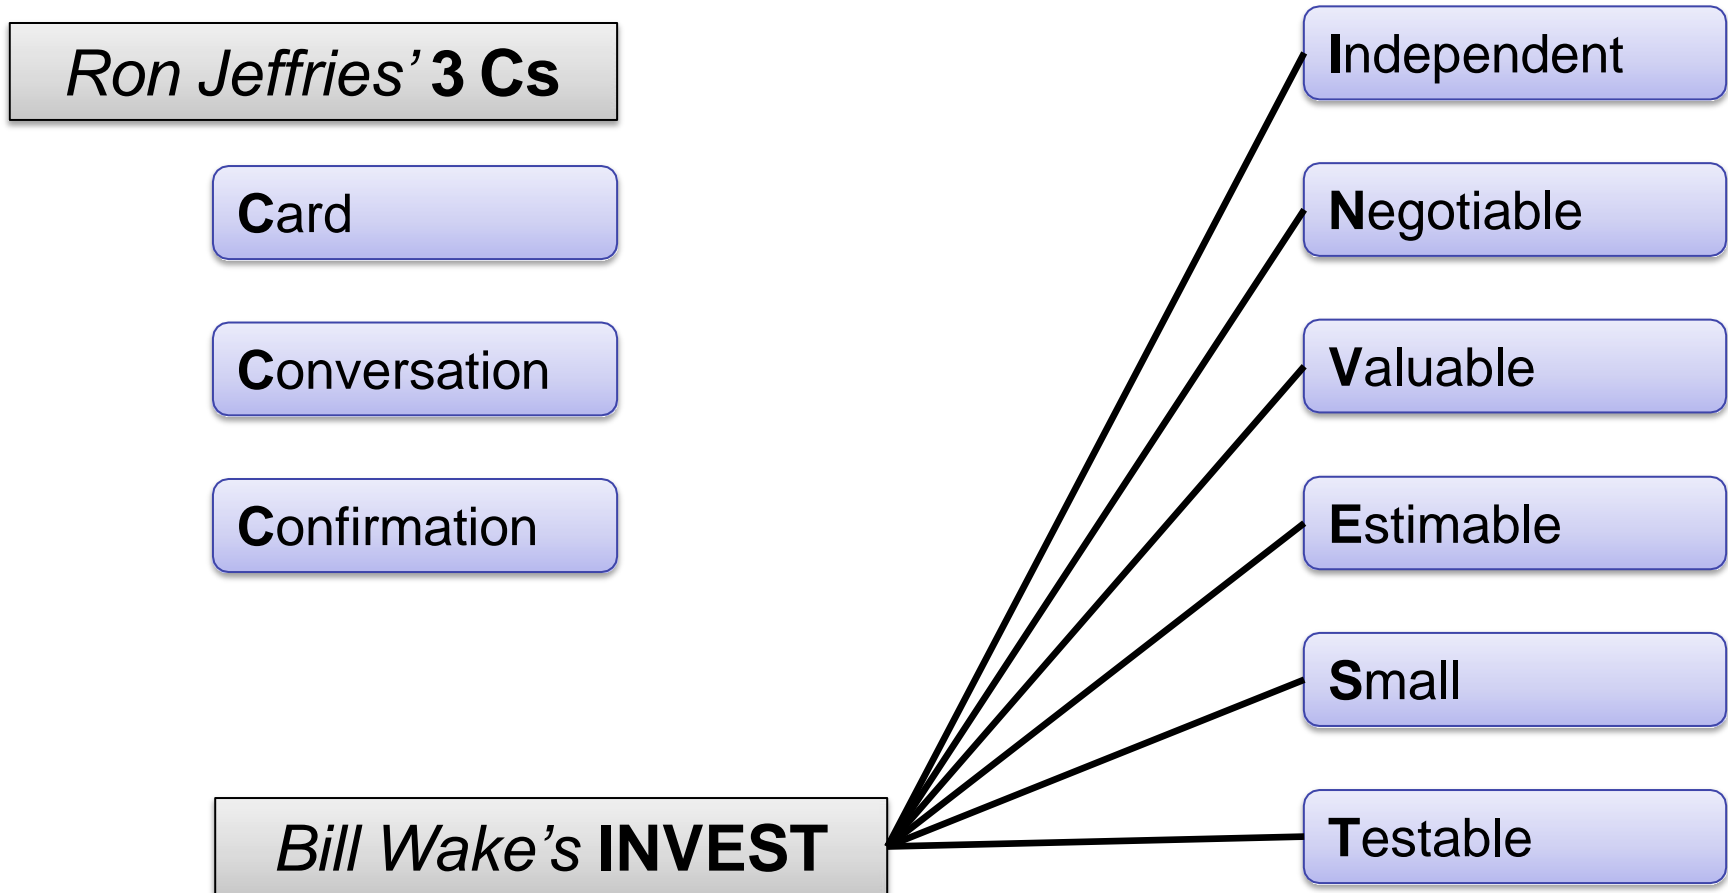 Ron Jeffries’ 3 Cs
Card
Conversation
Confirmation
Bill Wake’s INVEST
Independent
Negotiable
Valuable
Estimable
Small
Testable